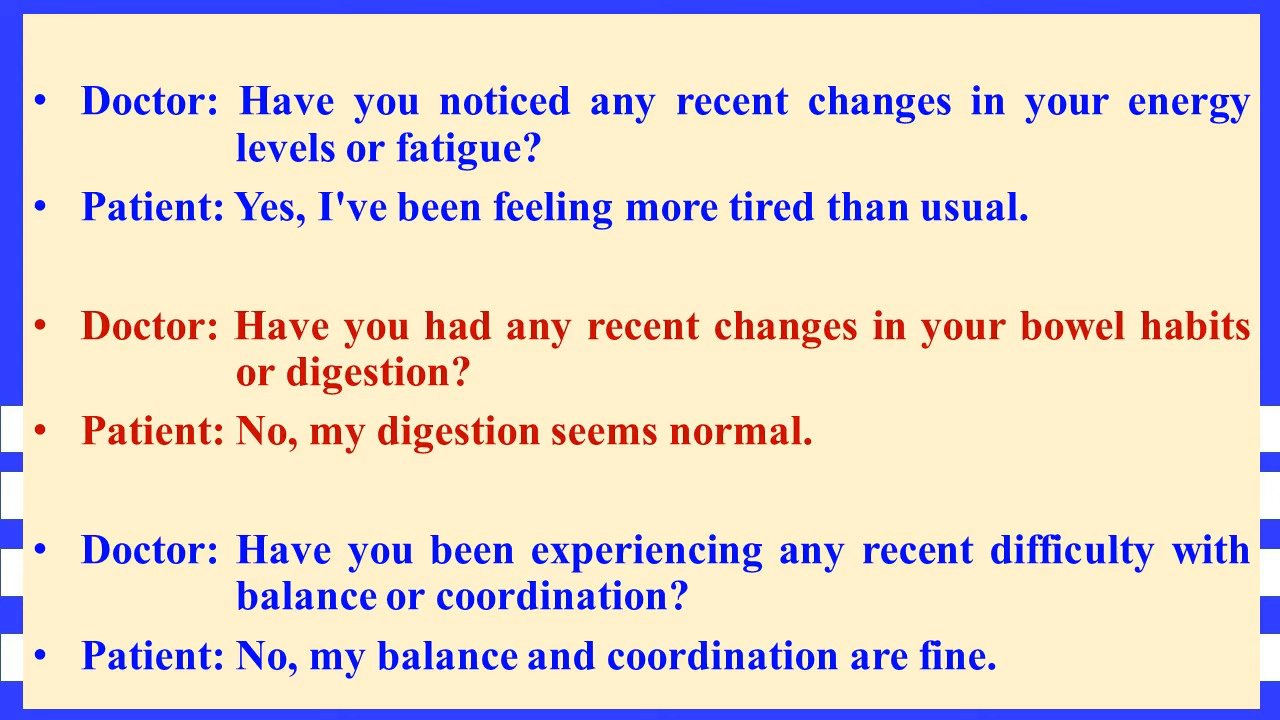 • Doctor: Have you noticed any recent changes in your energy
levels or fatigue?
• Patient: Yes, I've been feeling more tired than usual.
• Doctor: Have you had any recent changes in your bowel habits
or digestion?
• Patient: No, my digestion seems normal.
• Doctor: Have you been experiencing any recent difficulty with
balance or coordination?
• Patient: No, my balance and coordination are fine.